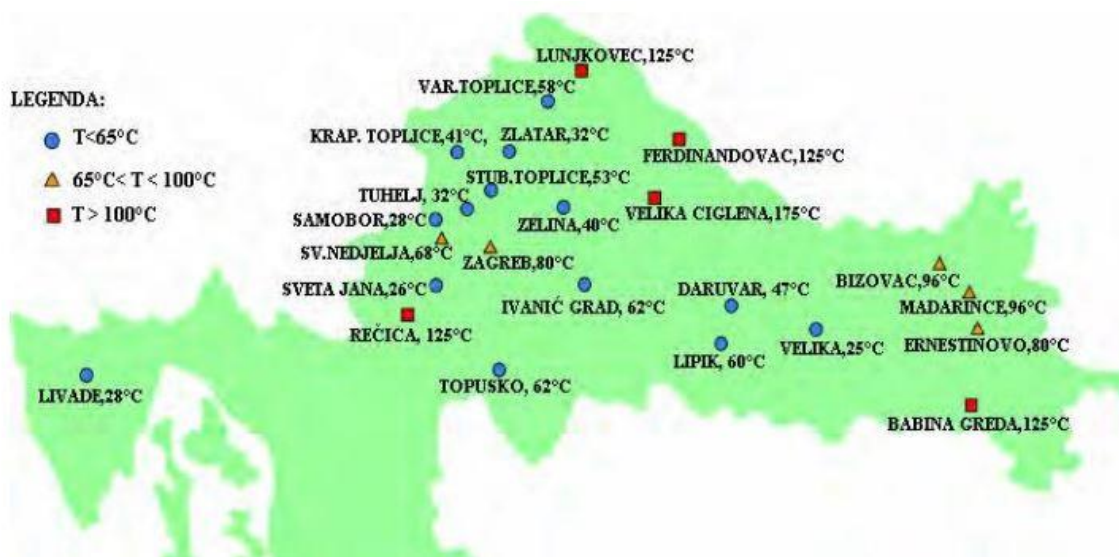 LUNJKOVEC,125°C
VAR.TOPLICE,58°C
LEGENDA:
T<65°C
65°C< T < 100°C
T > 100°C
KRAP. TOPLICE,41°C,
ZLATAR,32°C
FERDINANDOVAC,125°C
STUB.TOPLICE,53°C
TUHELJ, 32°C
SAMOBOR,28°C
ZELINA,40°C
VELIKA CIGLENA,175°C
SV.NEDJELJA,68°C
ZAGREB,80°C
SVETA JANA,26°C
IVANIĆ GRAD, 62°C
DARUVAR, 47°C
BIZOVAC,96°C
MADARINCE,96°C
REČICA, 125°C
LIPIK, 60°C
VELIKA,25°C
ERNESTINOVO,80°C
LIVADE,28°C
TOPUSKO, 62°C
BABINA GREDA,125°C